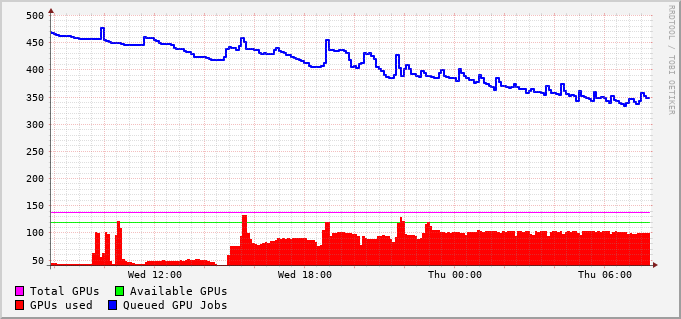 500
450
400
350
300
250
200
150
100
50
Wed 12:00 Wed 18:00 Thu 00:00 Thu 06:00
Total GPUs Available GPUs
GPUs used Queued GPU Jobs
RRDTOOL / TOBI OETIKER